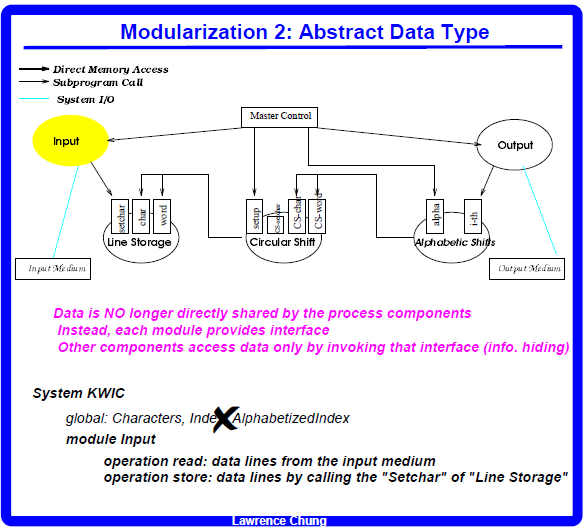 Modularization 2: Abstract Data Type
Direct Memory Access
Subprogram Call
System I/O
Master Control
Input
Output
setchar
char
word
setup
CS-setchar
CS-char
CS-word
alpha
i-th
Line Storage
Circular Shift
Alphabetic Shifts
Input Medium
Output Medium
Data is NO longer directly shared by the process components
Instead, each module provides interface
Other components access data only by invoking that interface (info. hiding)
System KWIC
global: Characters, Index, AlphabetizedIndex
module Input
operation read: data lines from the input medium
operation store: data lines by calling the "Setchar" of "Line Storage"
Lawrence Chung